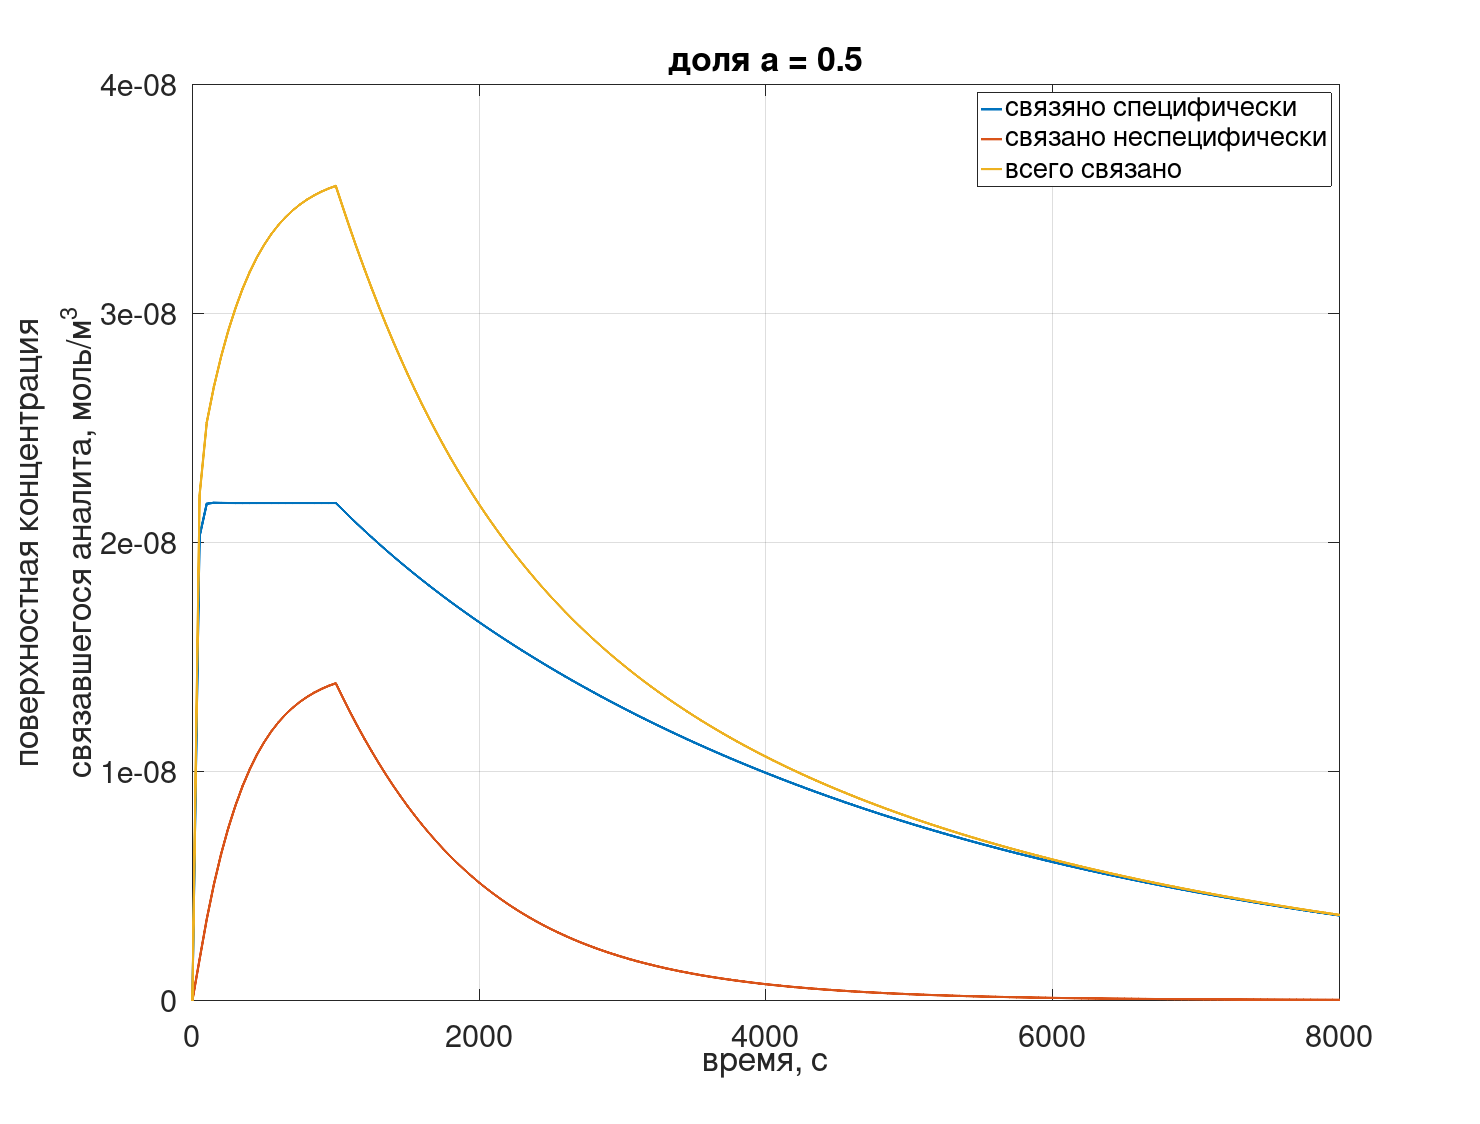 доля a = 0.5
4e-08
3e-08
2e-08
1e-08
0
0
2000
4000
6000
8000
время, с
поверхностная концентрация
связавшегося аналита, моль/м³
связяно специфически
связано неспецифически
всего связано